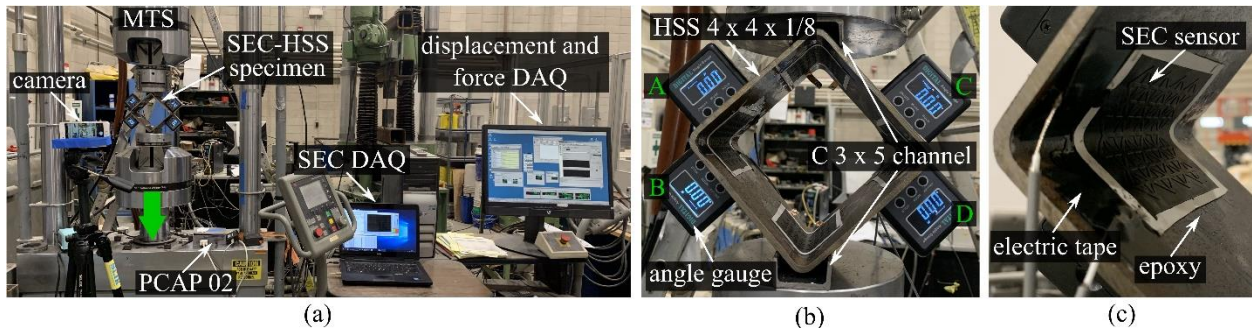 MTS
SEC-HSS
specimen
camera
displacement and
force DAQ
SEC DAQ
PCAP 02
CAUTION
HSS 4 x 4 x 1/8
A
B
C
D
C 3 x 5 channel
angle gauge
SEC sensor
electric tape
epoxy
(a)
(b)
(c)